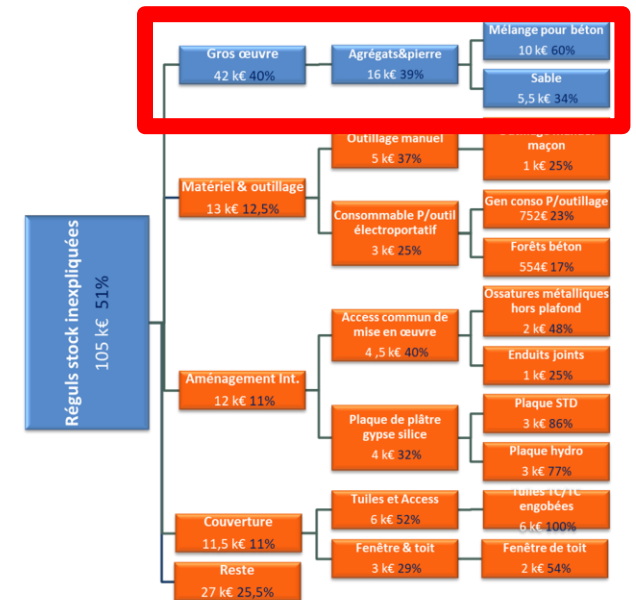 Réguls stock inexpliquées
105 k€ 51%
Gros œuvre
42 k€ 40%
Agrégats&pierre
16 k€ 39%
Mélange pour béton
10 k€ 60%
Sable
5,5 k€ 34%
Matériel & outillage
13 k€ 12,5%
Outillage manuel
5 k€ 37%
maçon
1 k€ 25%
Consommable P/outil
électroportatif
3 k€ 25%
Gen conso P/outillage
752€ 23%
Forêts béton
554€ 17%
Aménagement Int.
12 k€ 11%
Access commun de
mise en œuvre
4 ,5 k€ 40%
Ossatures métalliques
hors plafond
2 k€ 48%
Enduits joints
1 k€ 25%
Plaque de plâtre
gypse silice
4 k€ 32%
Plaque STD
3 k€ 86%
Plaque hydro
3 k€ 77%
Couverture
11,5 k€ 11%
Tuiles et Access
6 k€ 52%
Tuiles TC/TC
engobées
6 k€ 100%
Fenêtre & toit
3 k€ 29%
Fenêtre de toit
2 k€ 54%
Reste
27 k€ 25,5%